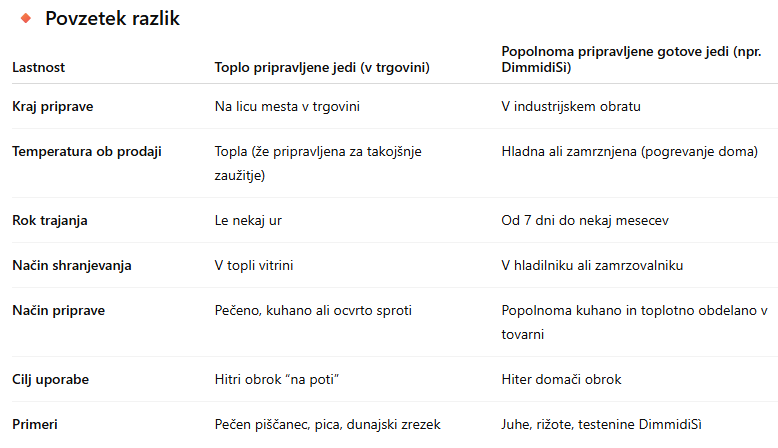 Povzetek razlik
Lastnost
Toplo pripravljene jedi (v trgovini)
Popolnoma pripravljene gotove jedi (npr.
DimmidiSì)
Kraj priprave
Na licu mesta v trgovini
V industrijskem obratu
Temperatura ob prodaji
Topla (že pripravljena za takojšnje
zaužitje)
Hladna ali zamrznjena (pogrevanje doma)
Rok trajanja
Le nekaj ur
Od 7 dni do nekaj mesecev
Način shranjevanja
V topli vitrini
V hladilniku ali zamrzovalniku
Način priprave
Pečeno, kuhano ali ocvrto sproti
Popolnoma kuhano in toplotno obdelano v
tovarni
Cilj uporabe
Hitri obrok “na poti”
Hiter domači obrok
Primeri
Pečen piščanec, pica, dunajski zrezek
Juhe, rižote, testenine DimmidiSì